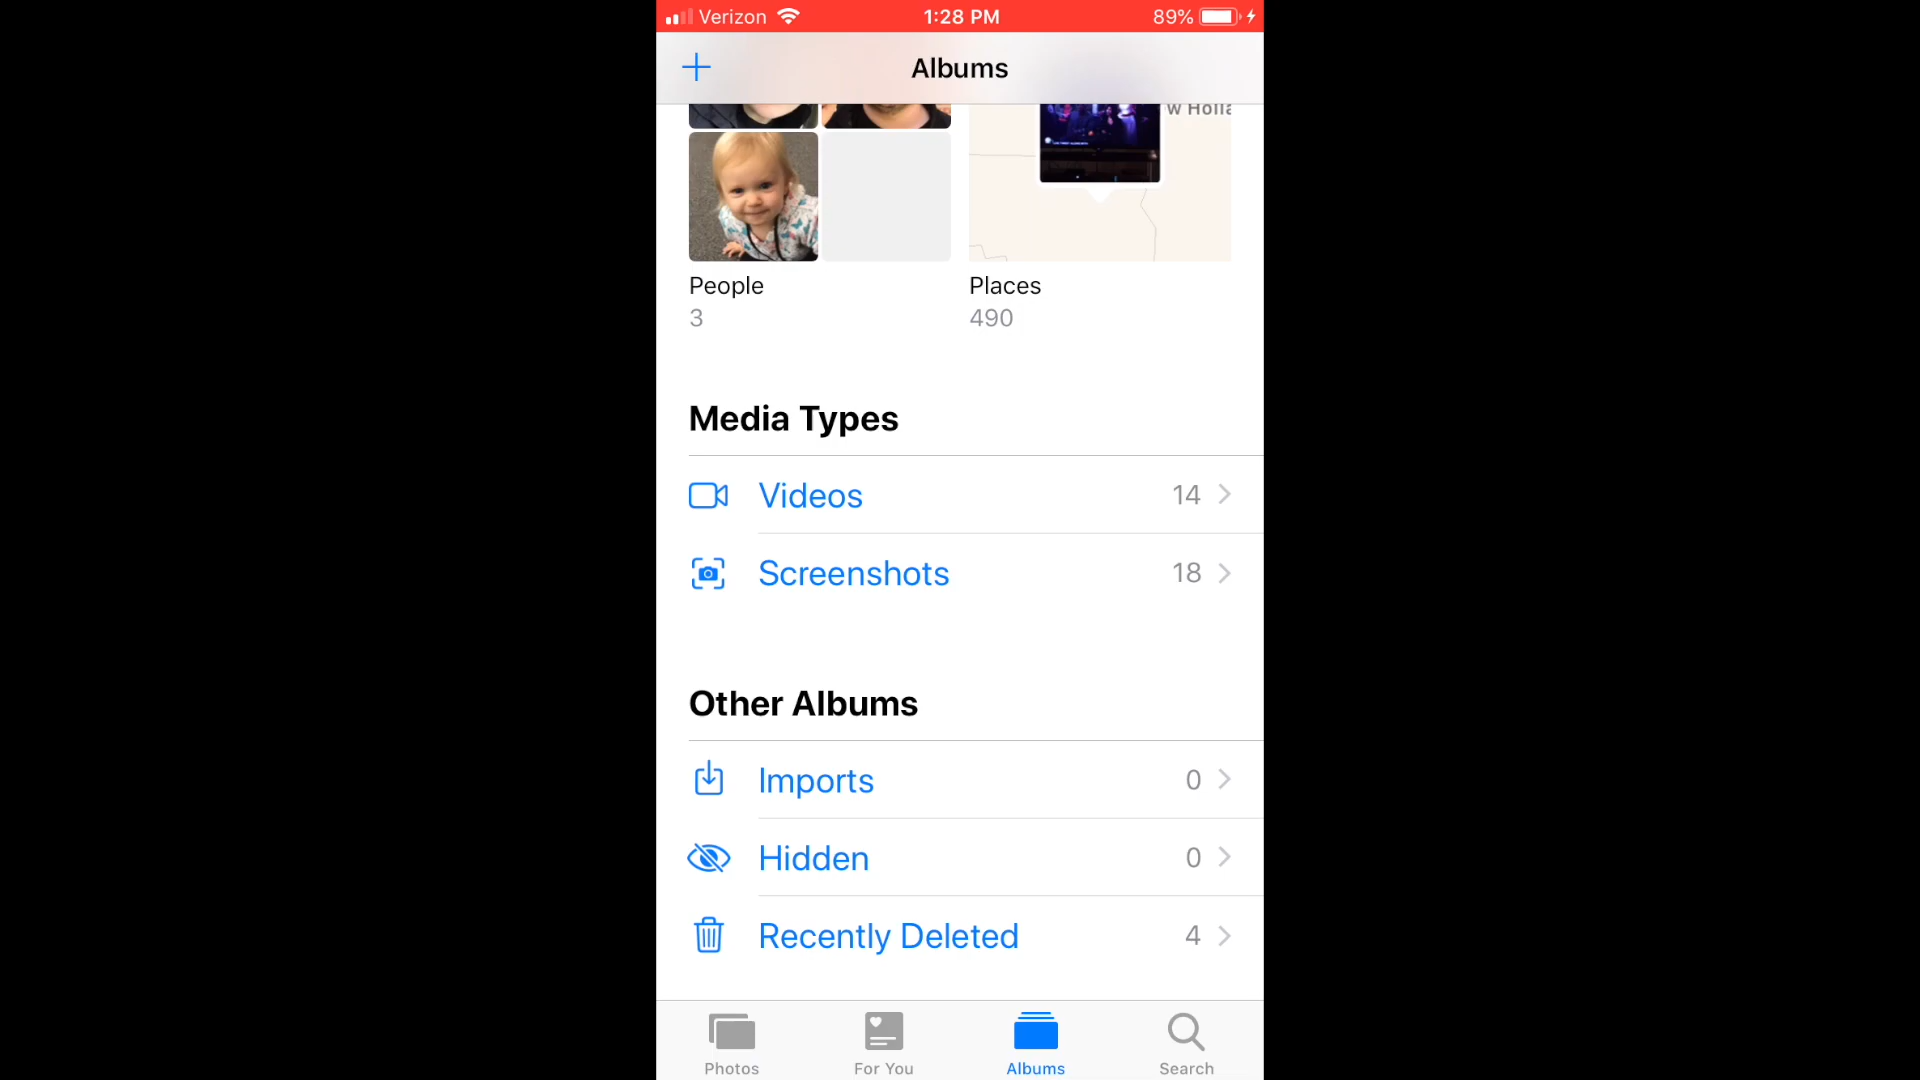 Verizon 1:28 PM 89%
Albums
w Holla
People Places
3 490
Media Types
Videos 14
Screenshots 18
Other Albums
Imports 0
Hidden 0
Recently Deleted 4
Photos For You Albums Search